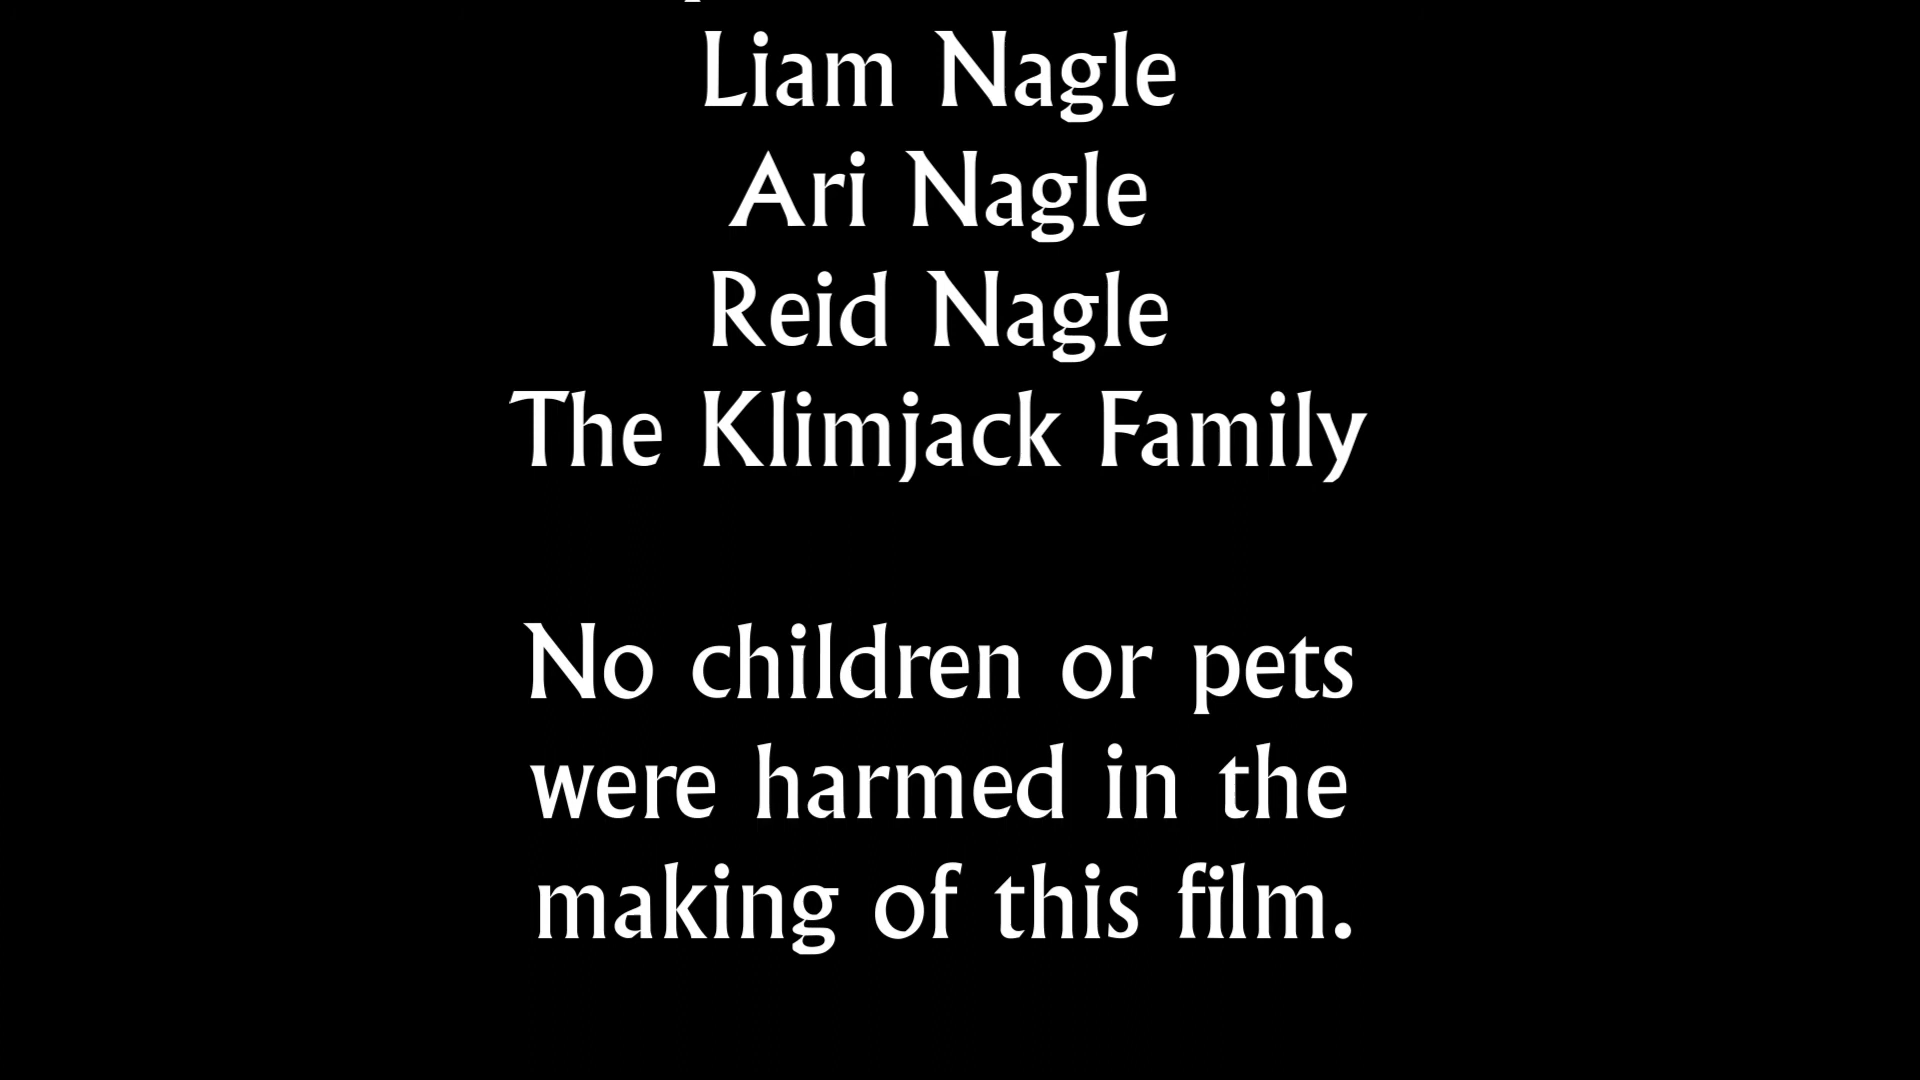 Liam Nagle
Ari Nagle
Reid Nagle
The Klimjack Family
No children or pets
were harmed in the
making of this film.